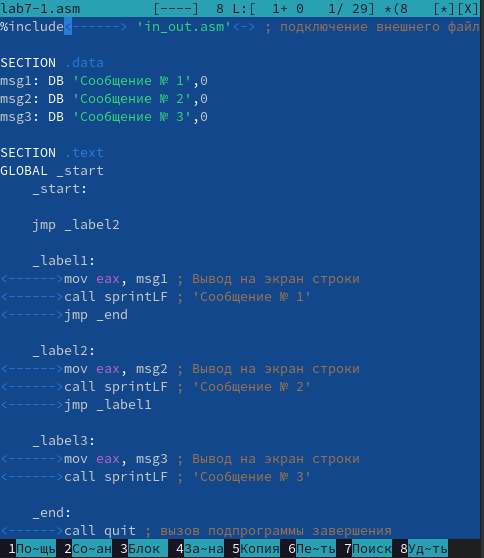 lab7-1.asm [----] 8 L:[ 1+ 0 1/ 29] *(8 [*][X]
%include<------> 'in_out.asm'<-> ; подключение внешнего файл
SECTION .data
msg1: DB 'Сообщение № 1',0
msg2: DB 'Сообщение № 2',0
msg3: DB 'Сообщение № 3',0
SECTION .text
GLOBAL _start
_start:
jmp _label2
_label1:
<------>mov eax, msg1 ; Вывод на экран строки
<------>call sprintLF ; 'Сообщение № 1'
<------>jmp _end
_label2:
<------>mov eax, msg2 ; Вывод на экран строки
<------>call sprintLF ; 'Сообщение № 2'
<------>jmp _label1
_label3:
<------>mov eax, msg3 ; Вывод на экран строки
<------>call sprintLF ; 'Сообщение № 3'
_end:
<------>call quit ; вызов подпрограммы завершения
1По~щь 2Со~ан 3Блок 4За~на 5Копия 6Пе~ть 7Поиск 8Уд~ть